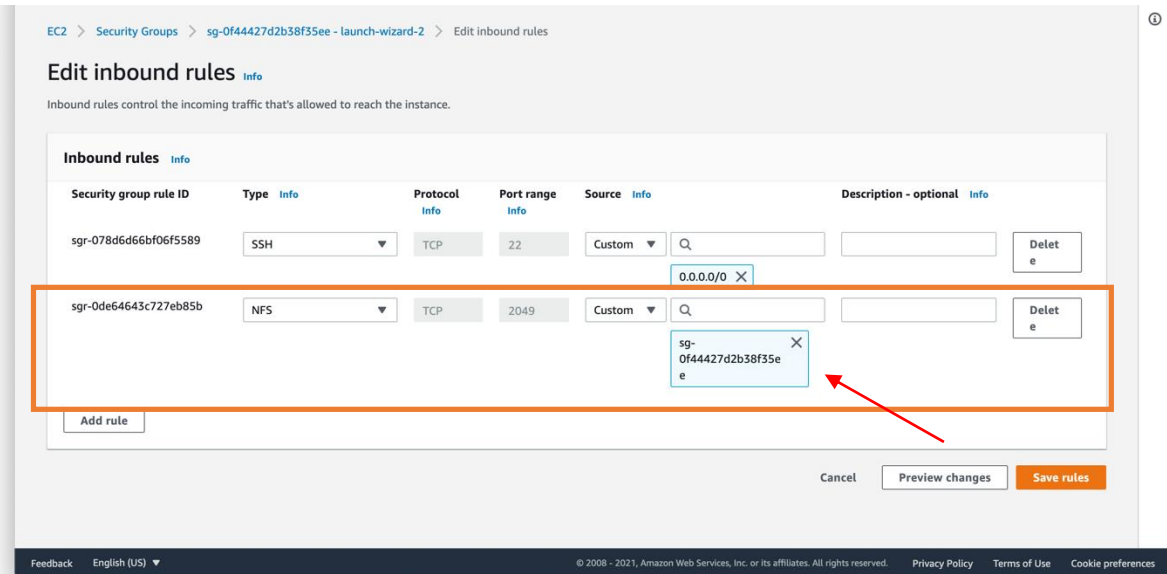 EC2 > Security Groups > sg-0f44427d2b38f35ee - launch-wizard-2 > Edit inbound rules
Edit inbound rules Info
Inbound rules control the incoming traffic that's allowed to reach the instance.
Inbound rules Info
Security group rule ID Type Info Protocol Info Port range Info Source Info Description - optional Info
sgr-078d6d66bf06f5589 SSH TCP 22 Custom Delet
e
0.0.0.0/0
sgr-0de64643c727eb85b NFS TCP 2049 Custom Delet
e
sg-
0f44427d2b38f35e
e
Add rule
Cancel Preview changes Save rules
Feedback English (US) © 2008 - 2021, Amazon Web Services, Inc. or its affiliates. All rights reserved. Privacy Policy Terms of Use Cookie preferences